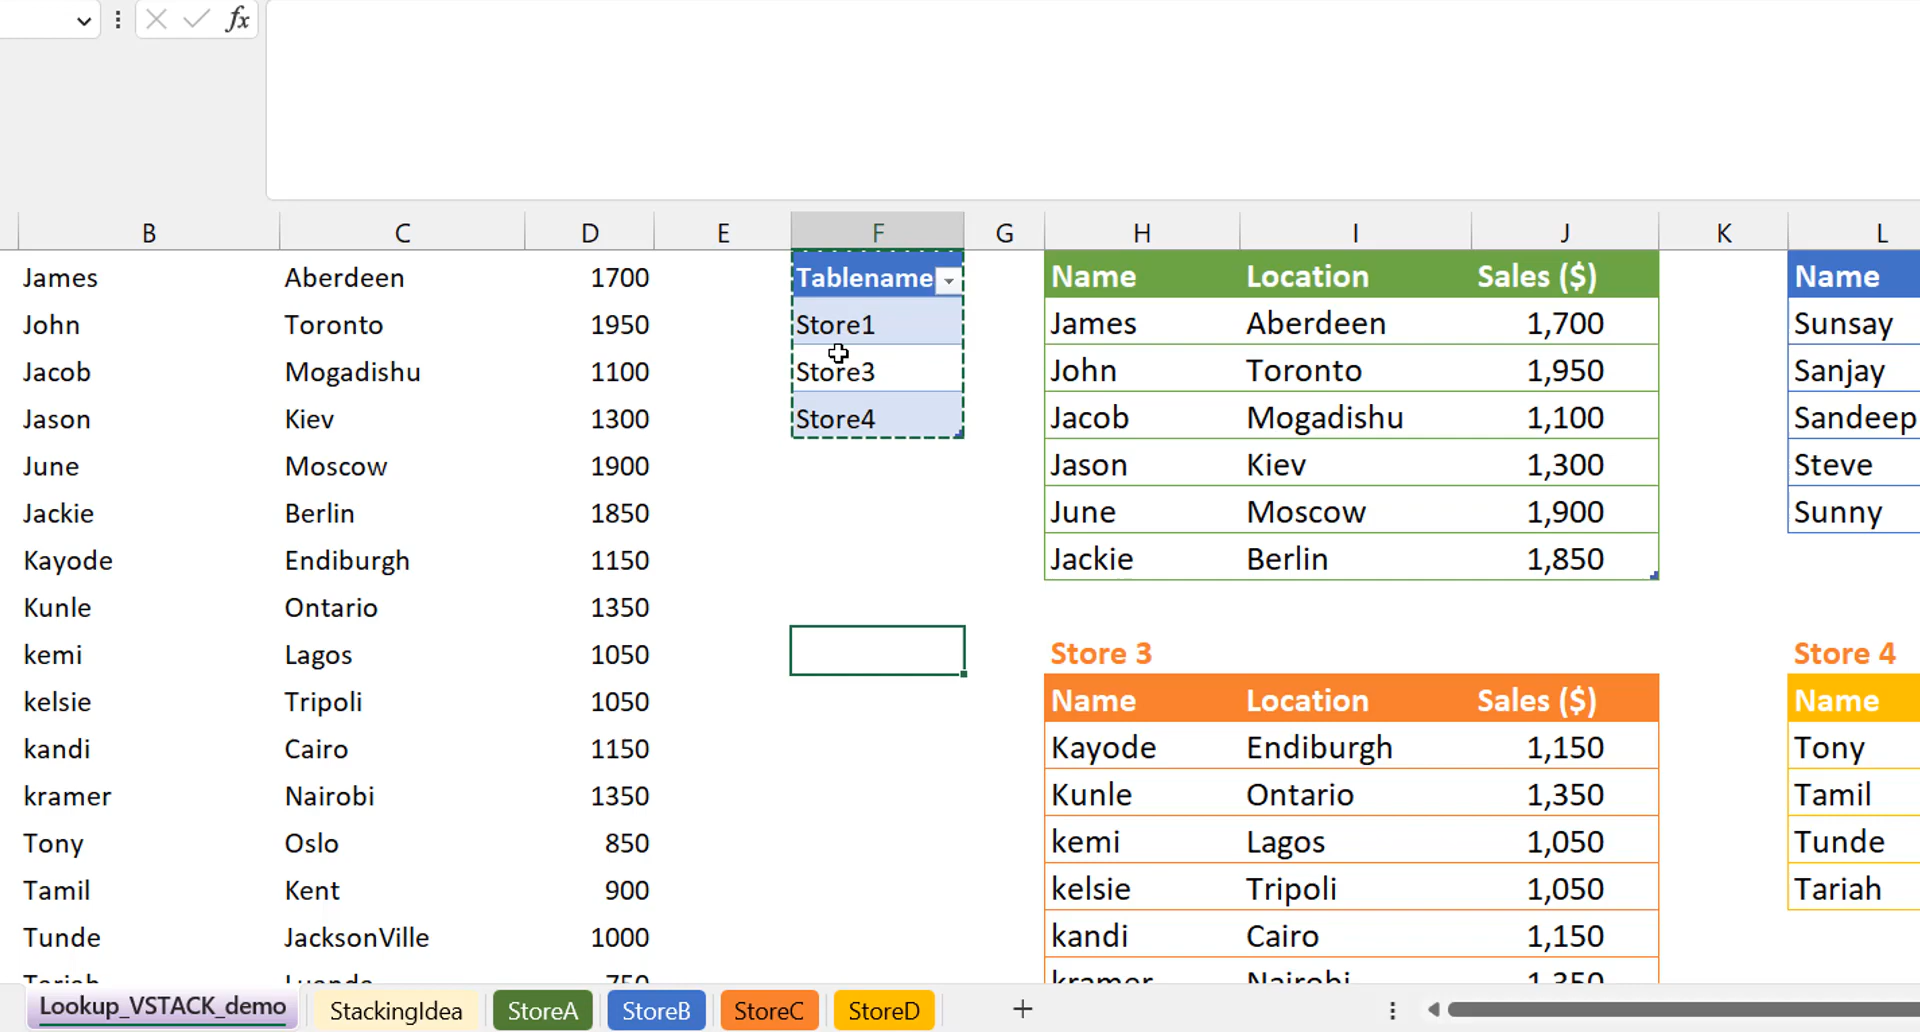 fx
B C D E F G H I J K L
James Aberdeen 1700 Tablename Name Location Sales ($) Name
John Toronto 1950 Store1 James Aberdeen 1,700 Sunsay
Jacob Mogadishu 1100 Store3 John Toronto 1,950 Sanjay
Jason Kiev 1300 Store4 Jacob Mogadishu 1,100 Sandeep
June Moscow 1900 Jason Kiev 1,300 Steve
Jackie Berlin 1850 June Moscow 1,900 Sunny
Kayode Endiburgh 1150 Jackie Berlin 1,850
Kunle Ontario 1350
kemi Lagos 1050 Store 3 Store 4
kelsie Tripoli 1050 Name Location Sales ($) Name
kandi Cairo 1150 Kayode Endiburgh 1,150 Tony
kramer Nairobi 1350 Kunle Ontario 1,350 Tamil
Tony Oslo 850 kemi Lagos 1,050 Tunde
Tamil Kent 900 kelsie Tripoli 1,050 Tariah
Tunde JacksonVille 1000 kandi Cairo 1,150
Tariah 750 kramer Nairobi 1,350
Lookup_VSTACK_demo StackingIdea StoreA StoreB StoreC StoreD